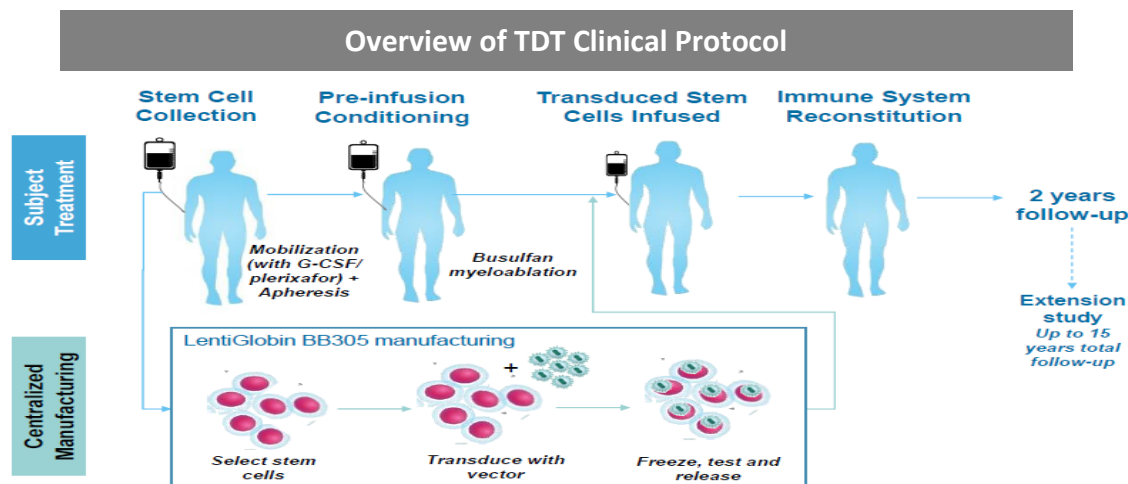 Overview of TDT Clinical Protocol
Stem Cell
Collection
Pre-infusion
Conditioning
Transduced Stem
Cells Infused
Immune System
Reconstitution
Subject
Treatment
Mobilization
(with G-CSF/
plerixafor) +
Apheresis
Busulfan
myeloablation
2 years
follow-up
Extension
study
Up to 15
years total
follow-up
Centralized
Manufacturing
LentiGlobin BB305 manufacturing
+
Select stem
cells
Transduce with
vector
Freeze, test and
release